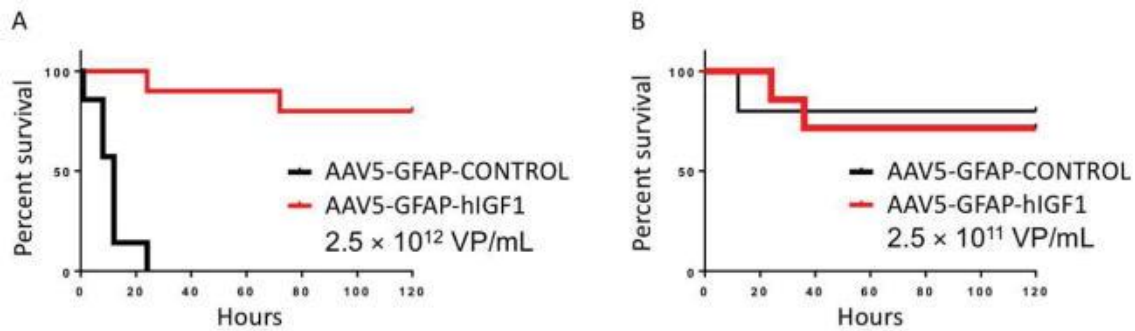 A
Percent survival
100
50
0
0 20 40 60 80 100 120
Hours
AAV5-GFAP-CONTROL
AAV5-GFAP-hIGF1
2.5 × 10¹² VP/mL
B
Percent survival
100
50
0
0 20 40 60 80 100 120
Hours
AAV5-GFAP-CONTROL
AAV5-GFAP-hIGF1
2.5 × 10¹¹ VP/mL